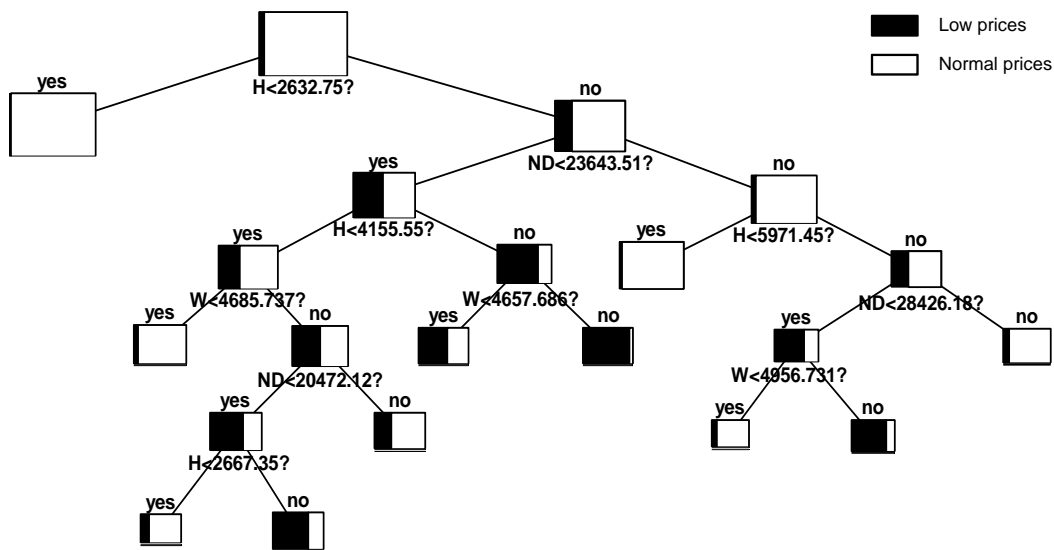 Low prices
Normal prices
yes
H<2632.75?
no
yes
ND<23643.51?
no
yes
H<4155.55?
no
yes
H<5971.45?
no
W<4685.737?
W<4657.686?
ND<28426.18?
yes
no
yes
no
yes
no
ND<20472.12?
W<4956.731?
yes
no
yes
no
H<2667.35?
yes
no